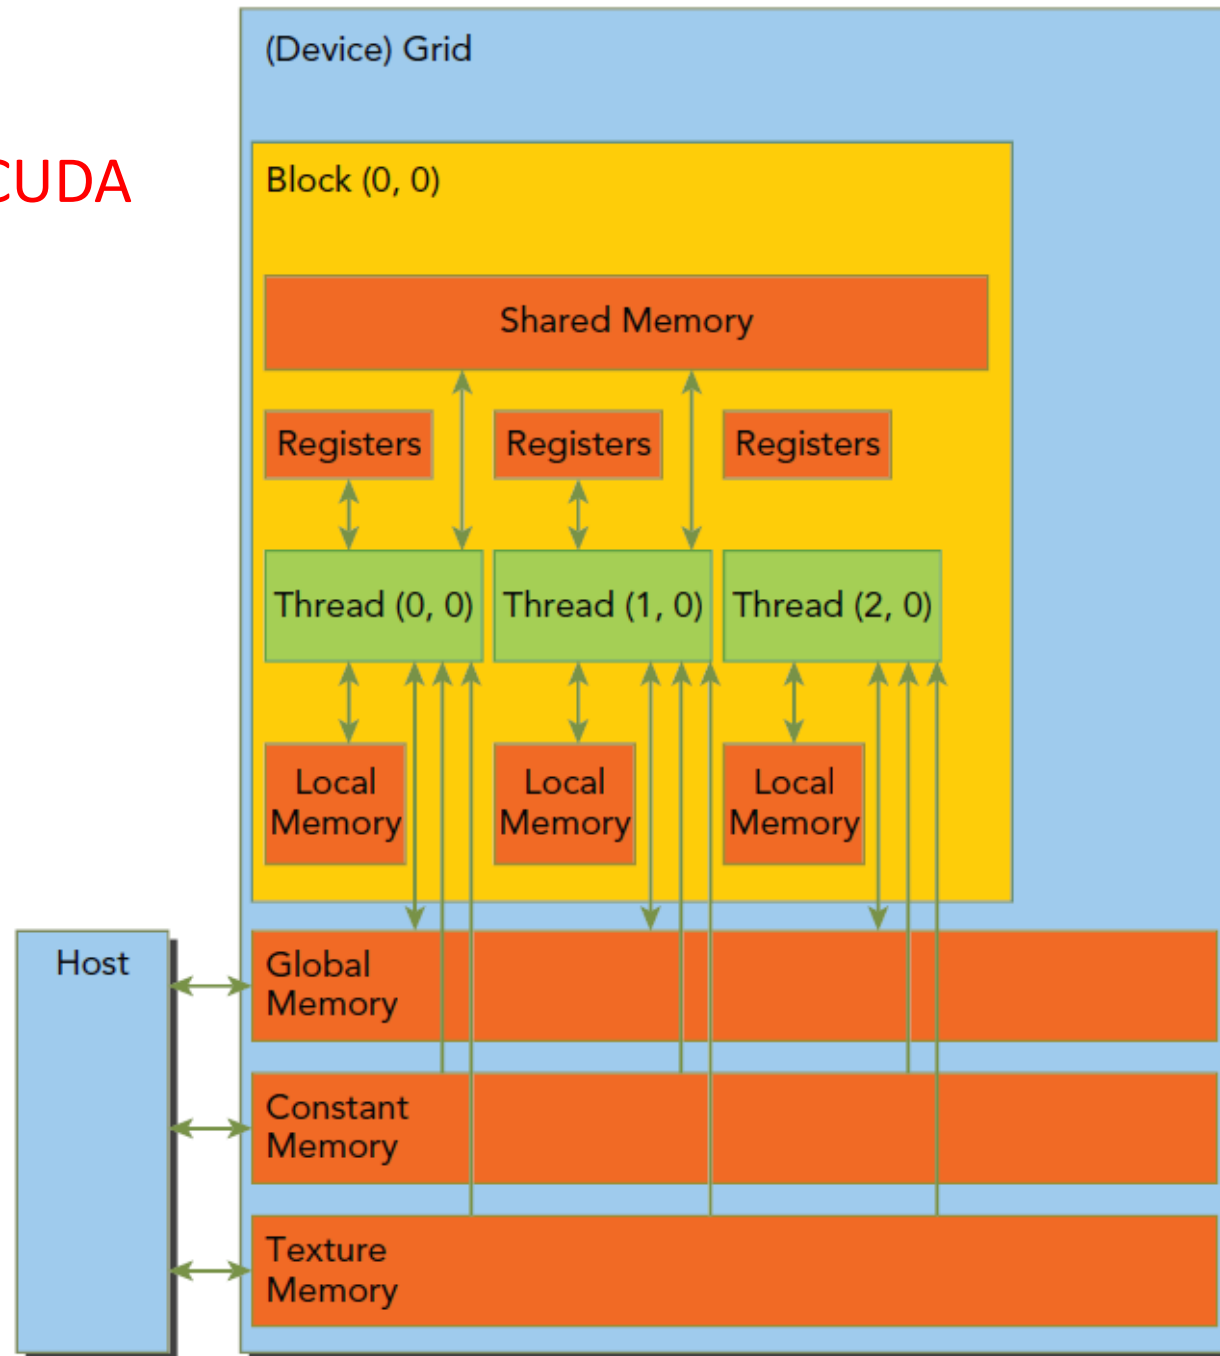 (Device) Grid
CUDA
Block (0, 0)
Shared Memory
Registers Registers Registers
Thread (0, 0) Thread (1, 0) Thread (2, 0)
Local Local Local
Memory Memory Memory
Host
Global
Memory
Constant
Memory
Texture
Memory